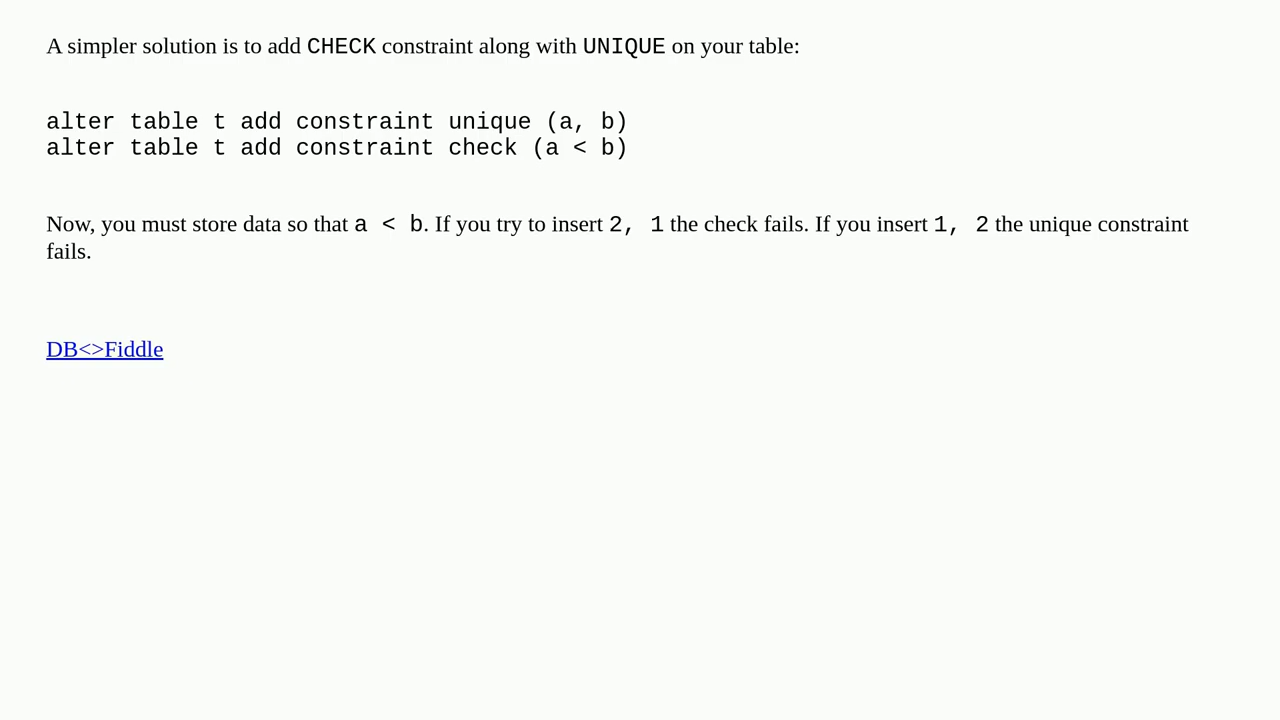 A simpler solution is to add CHECK constraint along with UNIQUE on your table:
alter table t add constraint unique (a, b)
alter table t add constraint check (a < b)
Now, you must store data so that a < b. If you try to insert 2, 1 the check fails. If you insert 1, 2 the unique constraint
fails.
DB<>Fiddle